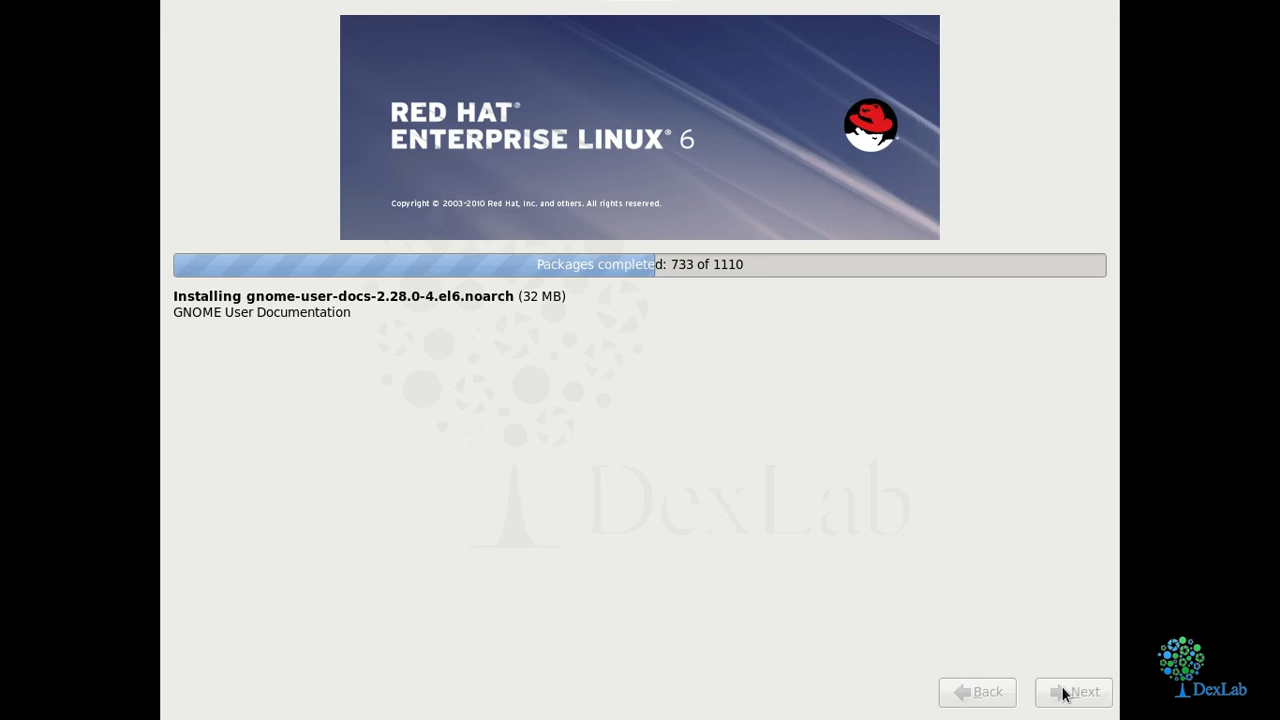 RED HAT®
ENTERPRISE LINUX® 6
Copyright © 2003-2010 Red Hat, Inc. and others. All rights reserved.
Packages completed: 733 of 1110
Installing gnome-user-docs-2.28.0-4.el6.noarch (32 MB)
GNOME User Documentation
DexLab
Back Next
DexLab